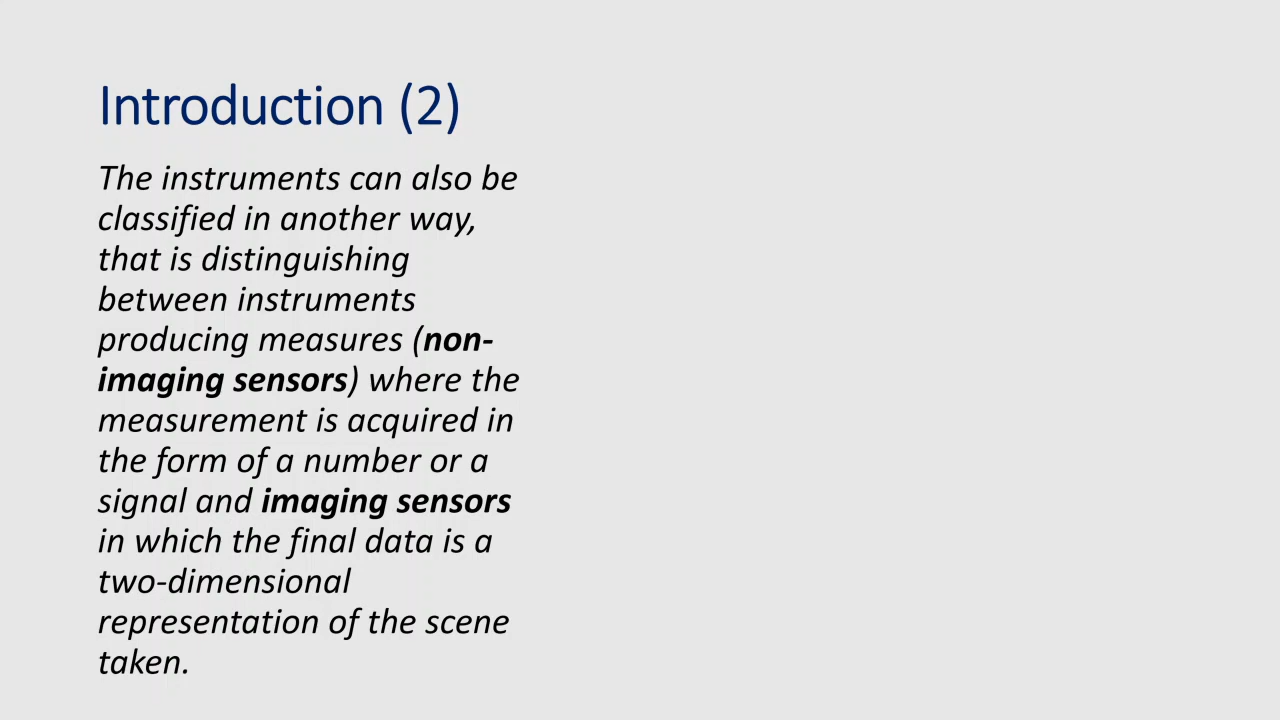 Introduction (2)
The instruments can also be
classified in another way,
that is distinguishing
between instruments
producing measures (non-
imaging sensors) where the
measurement is acquired in
the form of a number or a
signal and imaging sensors
in which the final data is a
two-dimensional
representation of the scene
taken.